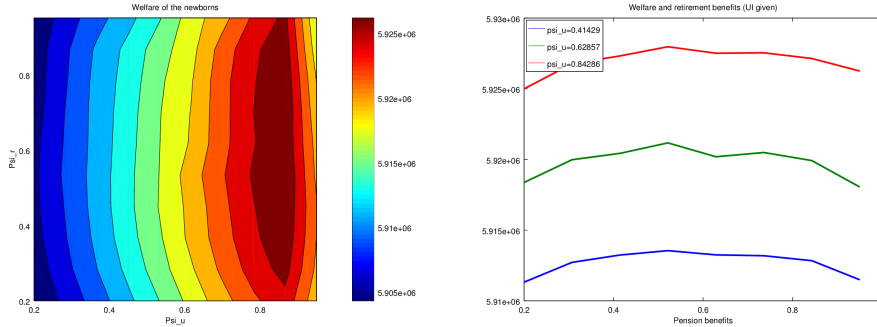 Welfare of the newborns
0.8
0.6
0.4
0.2
Psi_r
0.2
0.4
0.6
0.8
Psi_u
5.925e+06
5.92e+06
5.915e+06
5.91e+06
5.905e+06
Welfare and retirement benefits (UI given)
5.93e+06
5.925e+06
5.92e+06
5.915e+06
5.91e+06
psi_u=0.41429
psi_u=0.62857
psi_u=0.84286
0.2
0.4
0.6
0.8
Pension benefits